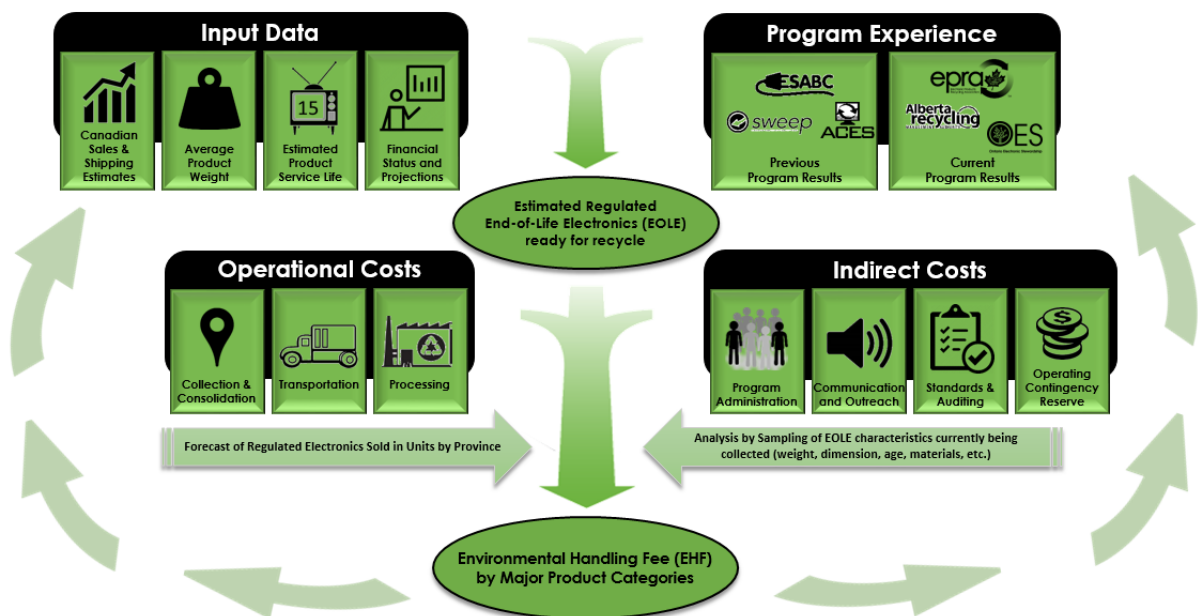 Input Data
Canadian
Sales &
Shipping
Estimates
Average
Product
Weight
15
Estimated
Product
Service Life
Financial
Status and
Projections
Program Experience
ESABC
sweep
ACES
Previous
Program Results
epra
Alberta
recycling
OES
Ontario Electronic Stewardship
Current
Program Results
Estimated Regulated
End-of-Life Electronics (EOLE)
ready for recycle
Operational Costs
Collection &
Consolidation
Transportation
Processing
Indirect Costs
Program
Administration
Communication
and Outreach
Standards &
Auditing
$
Operating
Contingency
Reserve
Forecast of Regulated Electronics Sold in Units by Province
Analysis by Sampling of EOLE characteristics currently being
collected (weight, dimension, age, materials, etc.)
Environmental Handling Fee (EHF)
by Major Product Categories